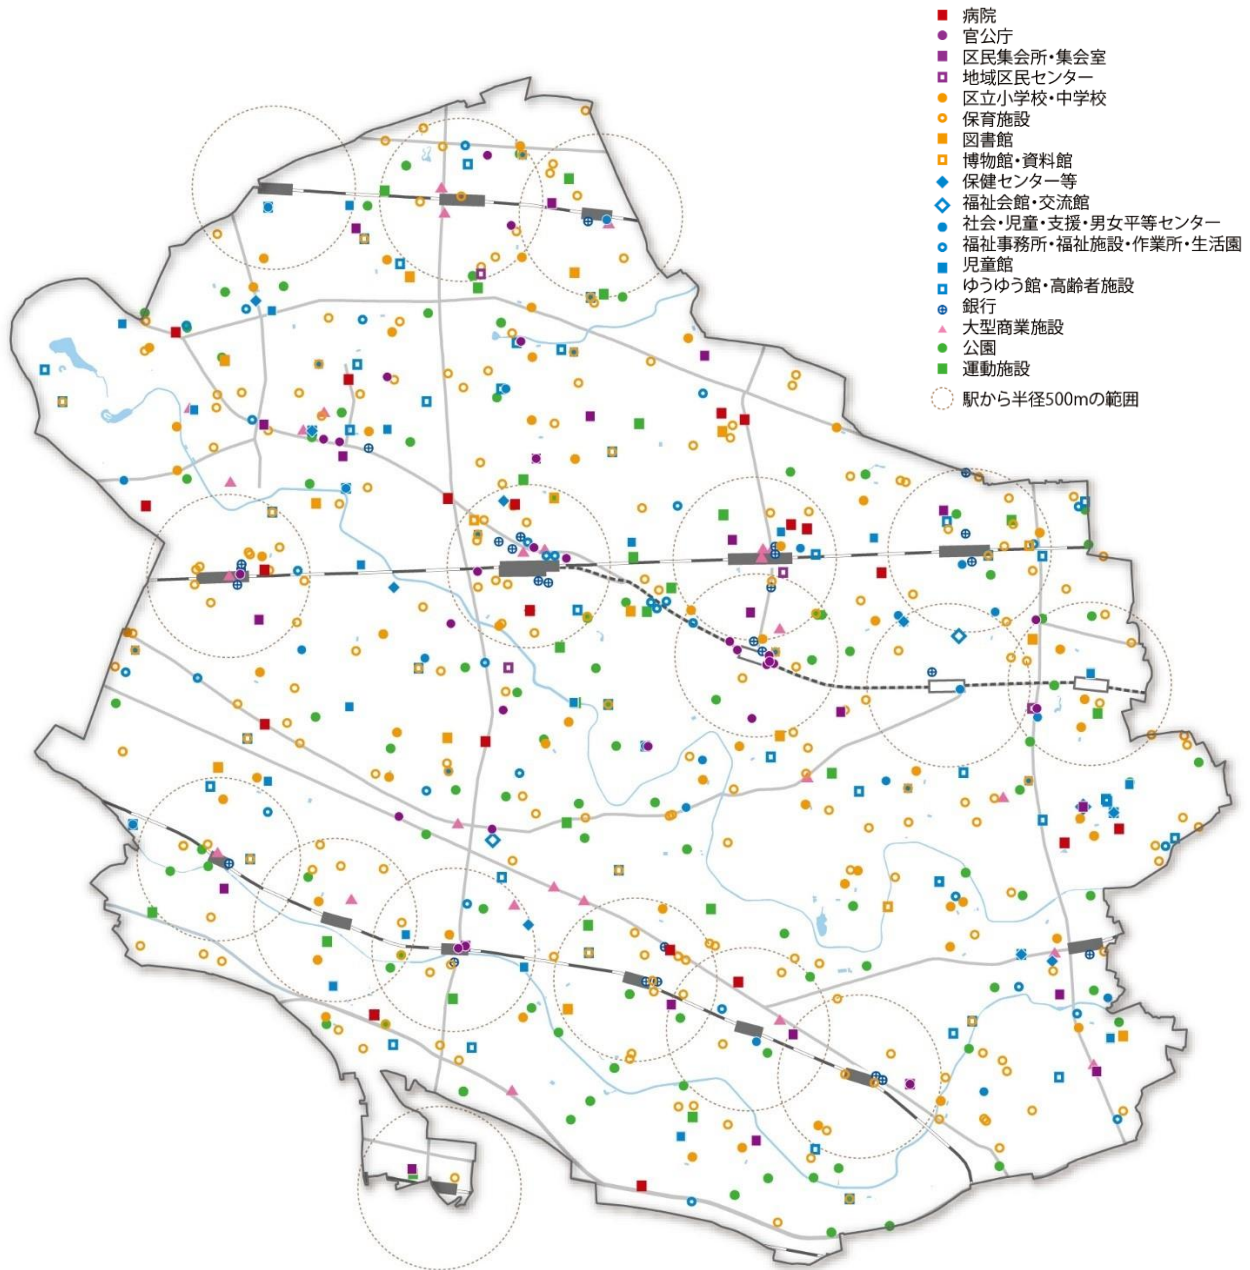 病院
官公庁
区民集会所・集会室
地域区民センター
区立小学校・中学校
保育施設
図書館
博物館・資料館
保健センター等
福祉会館・交流館
社会・児童・支援・男女平等センター
福祉事務所・福祉施設・作業所・生活園
児童館
ゆうゆう館・高齢者施設
銀行
大型商業施設
公園
運動施設
駅から半径500mの範囲